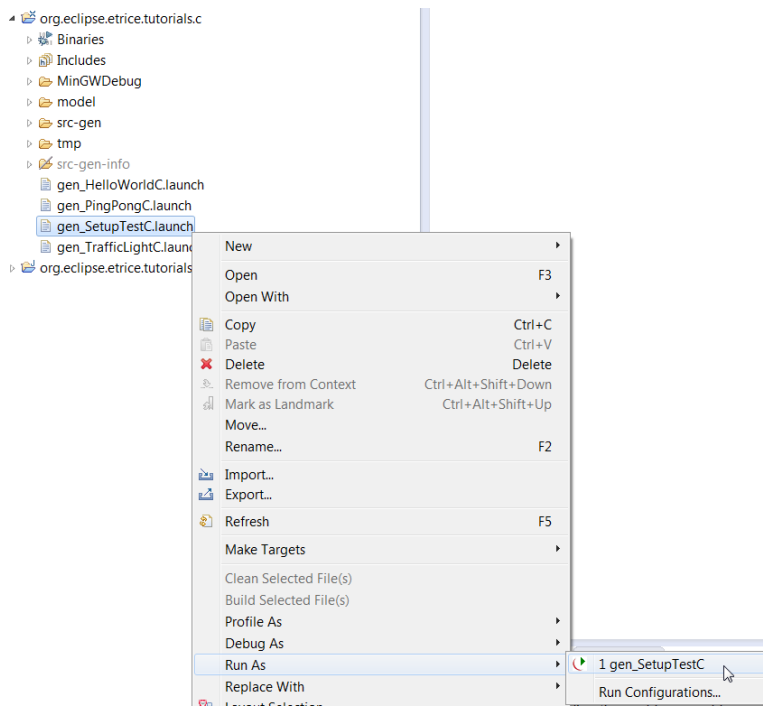 org.eclipse.etrice.tutorials.c
Binaries
Includes
MinGWDebug
model
src-gen
tmp
src-gen-info
gen_HelloWorldC.launch
gen_PingPongC.launch
gen_SetupTestC.launch
gen_TrafficLightC.launc
org.eclipse.etrice.tutorials
New
Open F3
Open With
Copy Ctrl+C
Paste Ctrl+V
Delete Delete
Remove from Context Ctrl+Alt+Shift+Down
Mark as Landmark Ctrl+Alt+Shift+Up
Move...
Rename... F2
Import...
Export...
Refresh F5
Make Targets
Clean Selected File(s)
Build Selected File(s)
Profile As
Debug As
Run As
1 gen_SetupTestC
Replace With
Run Configurations...
Layout Selection